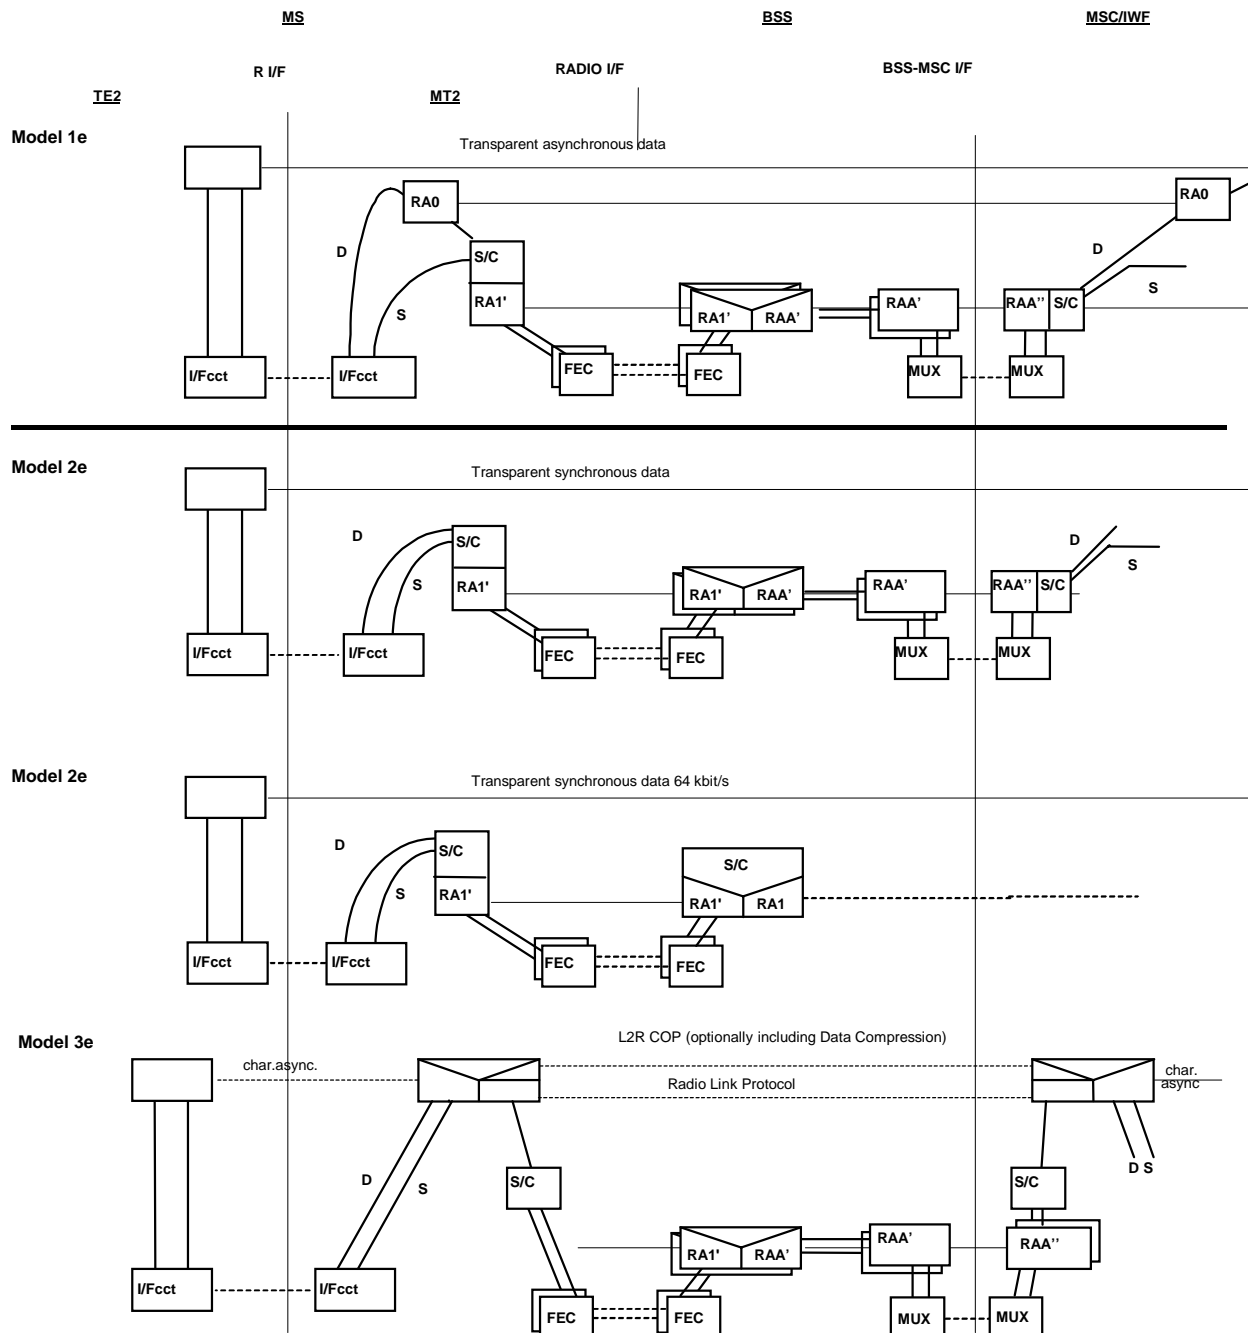 MS BSS MSC/IWF
R I/F RADIO I/F BSS-MSC I/F
TE2 MT2
Model 1e
Transparent asynchronous data
RA0 RA0
D S/C D
S RA1' RA1’ RAA’ RAA’ RAA’’ S/C S
I/Fcct I/Fcct FEC FEC MUX MUX
Model 2e
Transparent synchronous data
D S/C D
S RA1' RA1' RAA’ RAA’ RAA’’ S/C S
I/Fcct I/Fcct FEC FEC MUX MUX
Model 2e
Transparent synchronous data 64 kbit/s
D S/C S/C
S RA1' RA1' RA1
I/Fcct I/Fcct FEC FEC
Model 3e
L2R COP (optionally including Data Compression)
char.async. char.
Radio Link Protocol async
D S S/C S/C D S
RA1' RAA’ RAA’ RAA’’
I/Fcct I/Fcct FEC FEC MUX MUX